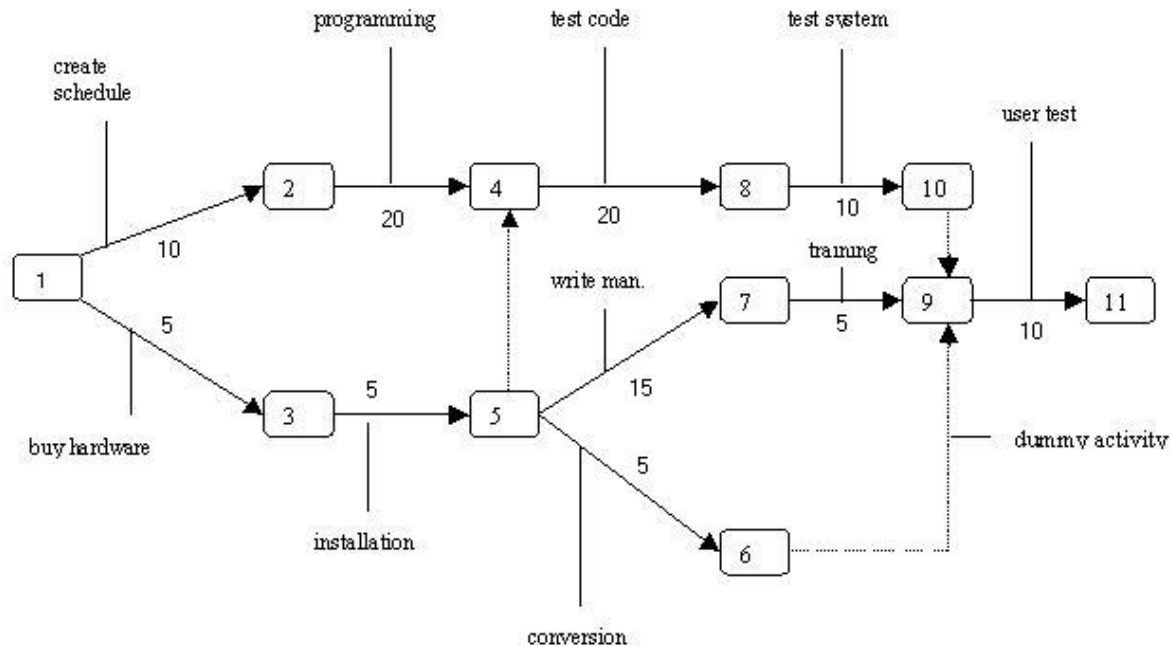 programming
test code
test system
create
schedule
user test
2
4
8
10
20
20
10
10
training
1
write man.
7
9
11
5
5
10
5
15
3
5
5
buy hardware
dummy activity
installation
6
conversion